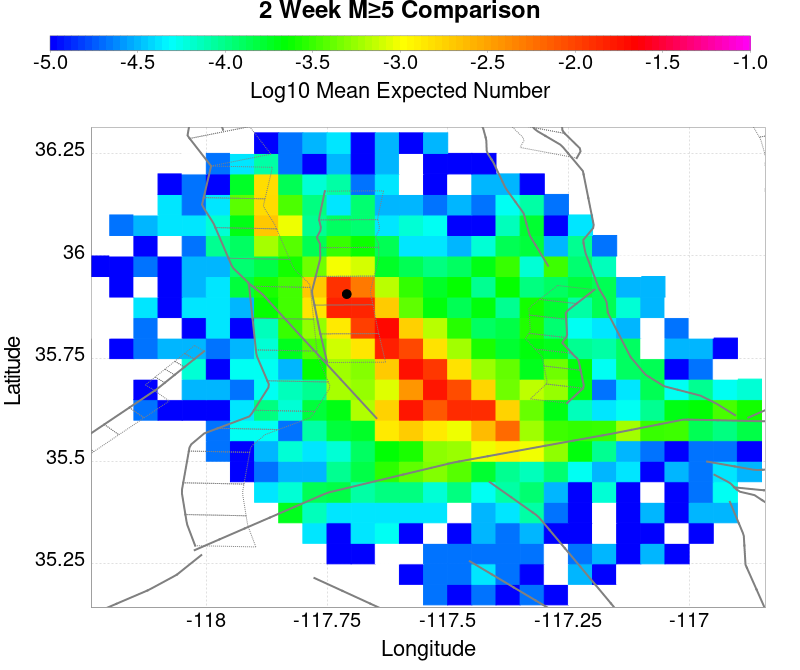 2 Week M≥5 Comparison
-5.0 -4.5 -4.0 -3.5 -3.0 -2.5 -2.0 -1.5 -1.0
Log10 Mean Expected Number
36.25
36
35.75
35.5
35.25
Latitude
-118 -117.75 -117.5 -117.25 -117
Longitude